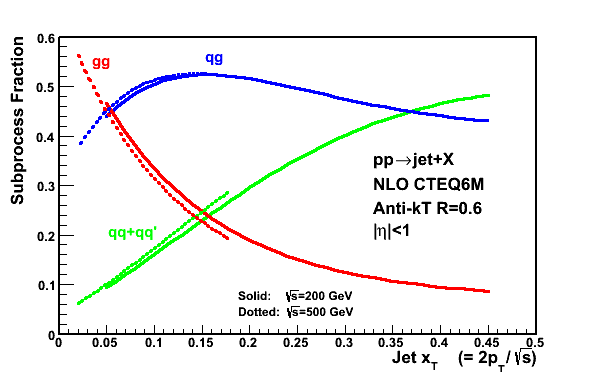 Subprocess Fraction
0.6
0.5
0.4
0.3
0.2
0.1
0
gg
qg
qq+qq'
pp→jet+X
NLO CTEQ6M
Anti-kT R=0.6
|η|<1
Solid: √s=200 GeV
Dotted: √s=500 GeV
0 0.05 0.1 0.15 0.2 0.25 0.3 0.35 0.4 0.45 0.5
Jet x_T (= 2p_T/√s)